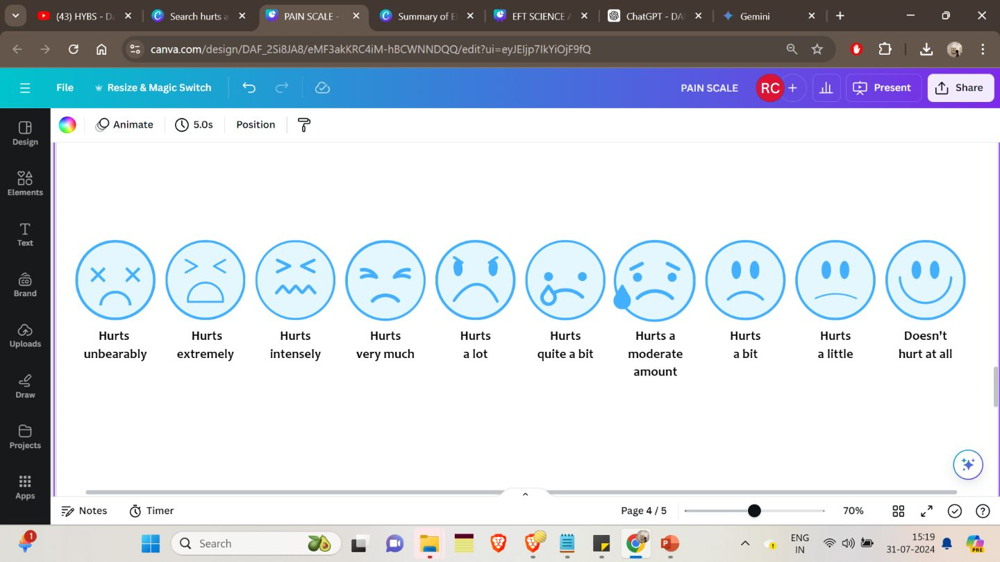 (43) HYBS - Da
Search hurts a
PAIN SCALE -
Summary of E
EFT SCIENCE A
ChatGPT - DA
Gemini
canva.com/design/DAF_2Si8JA8/eMF3akKRC4iM-hBCWNNDQQ/edit?ui=eyJEIjp7IkYiOjF9fQ
File
Resize & Magic Switch
PAIN SCALE
RC
Present
Share
Animate
5.0s
Position
Design
Elements
Text
Brand
Uploads
Draw
Projects
Apps
Hurts
unbearably
Hurts
extremely
Hurts
intensely
Hurts
very much
Hurts
a lot
Hurts
quite a bit
Hurts a
moderate
amount
Hurts
a bit
Hurts
a little
Doesn't
hurt at all
Notes
Timer
Page 4 / 5
70%
1
Search
ENG
IN
15:19
31-07-2024
PRE